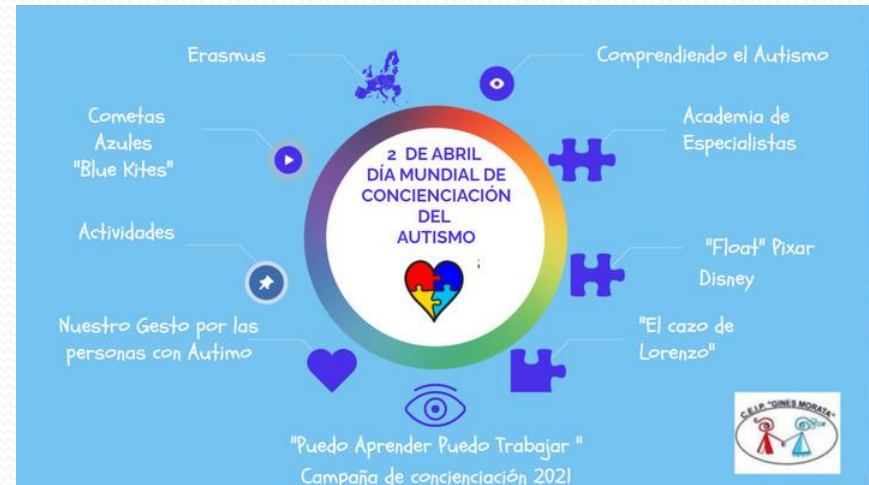 Erasmus
Comprendiendo el Autismo
Cometas
Azules
"Blue Kites"
Academia de
Especialistas
2 DE ABRIL
DÍA MUNDIAL DE
CONCIENCIACIÓN
DEL
AUTISMO
;
Actividades
"Float" Pixar
Disney
Nuestro Gesto por las
personas con Autimo
"El cazo de
Lorenzo"
"Puedo Aprender Puedo Trabajar "
Campaña de concienciación 2021
C.E.I.P. "GINES MORATA"